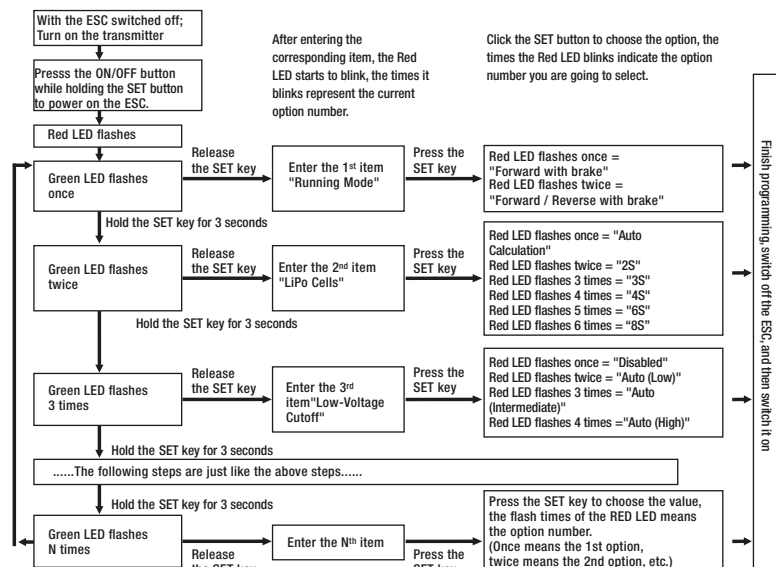 With the ESC switched off;
Turn on the transmitter
After entering the
corresponding item, the Red
LED starts to blink, the times it
blinks represent the current
option number.
Click the SET button to choose the option, the
times the Red LED blinks indicate the option
number you are going to select.
Presss the ON/OFF button
while holding the SET button
to power on the ESC.
Red LED flashes
Green LED flashes
once
Release
the SET key
Enter the 1st item
"Running Mode"
Press the
SET key
Red LED flashes once =
"Forward with brake"
Red LED flashes twice =
"Forward / Reverse with brake"
Hold the SET key for 3 seconds
Green LED flashes
twice
Release
the SET key
Enter the 2nd item
"LiPo Cells"
Press the
SET key
Red LED flashes once = "Auto
Calculation"
Red LED flashes twice = "2S"
Red LED flashes 3 times = "3S"
Red LED flashes 4 times = "4S"
Red LED flashes 5 times = "6S"
Red LED flashes 6 times = "8S"
Hold the SET key for 3 seconds
Green LED flashes
3 times
Release
the SET key
Enter the 3rd
item"Low-Voltage
Cutoff"
Press the
SET key
Red LED flashes once = "Disabled"
Red LED flashes twice = "Auto (Low)"
Red LED flashes 3 times = "Auto
(Intermediate)"
Red LED flashes 4 times ="Auto (High)"
Hold the SET key for 3 seconds
......The following steps are just like the above steps......
Hold the SET key for 3 seconds
Green LED flashes
N times
Release
the SET key
Enter the Nth item
Press the
SET key
Press the SET key to choose the value,
the flash times of the RED LED means
the option number.
(Once means the 1st option,
twice means the 2nd option, etc.)
Finish programming, switch off the ESC, and then switch it on